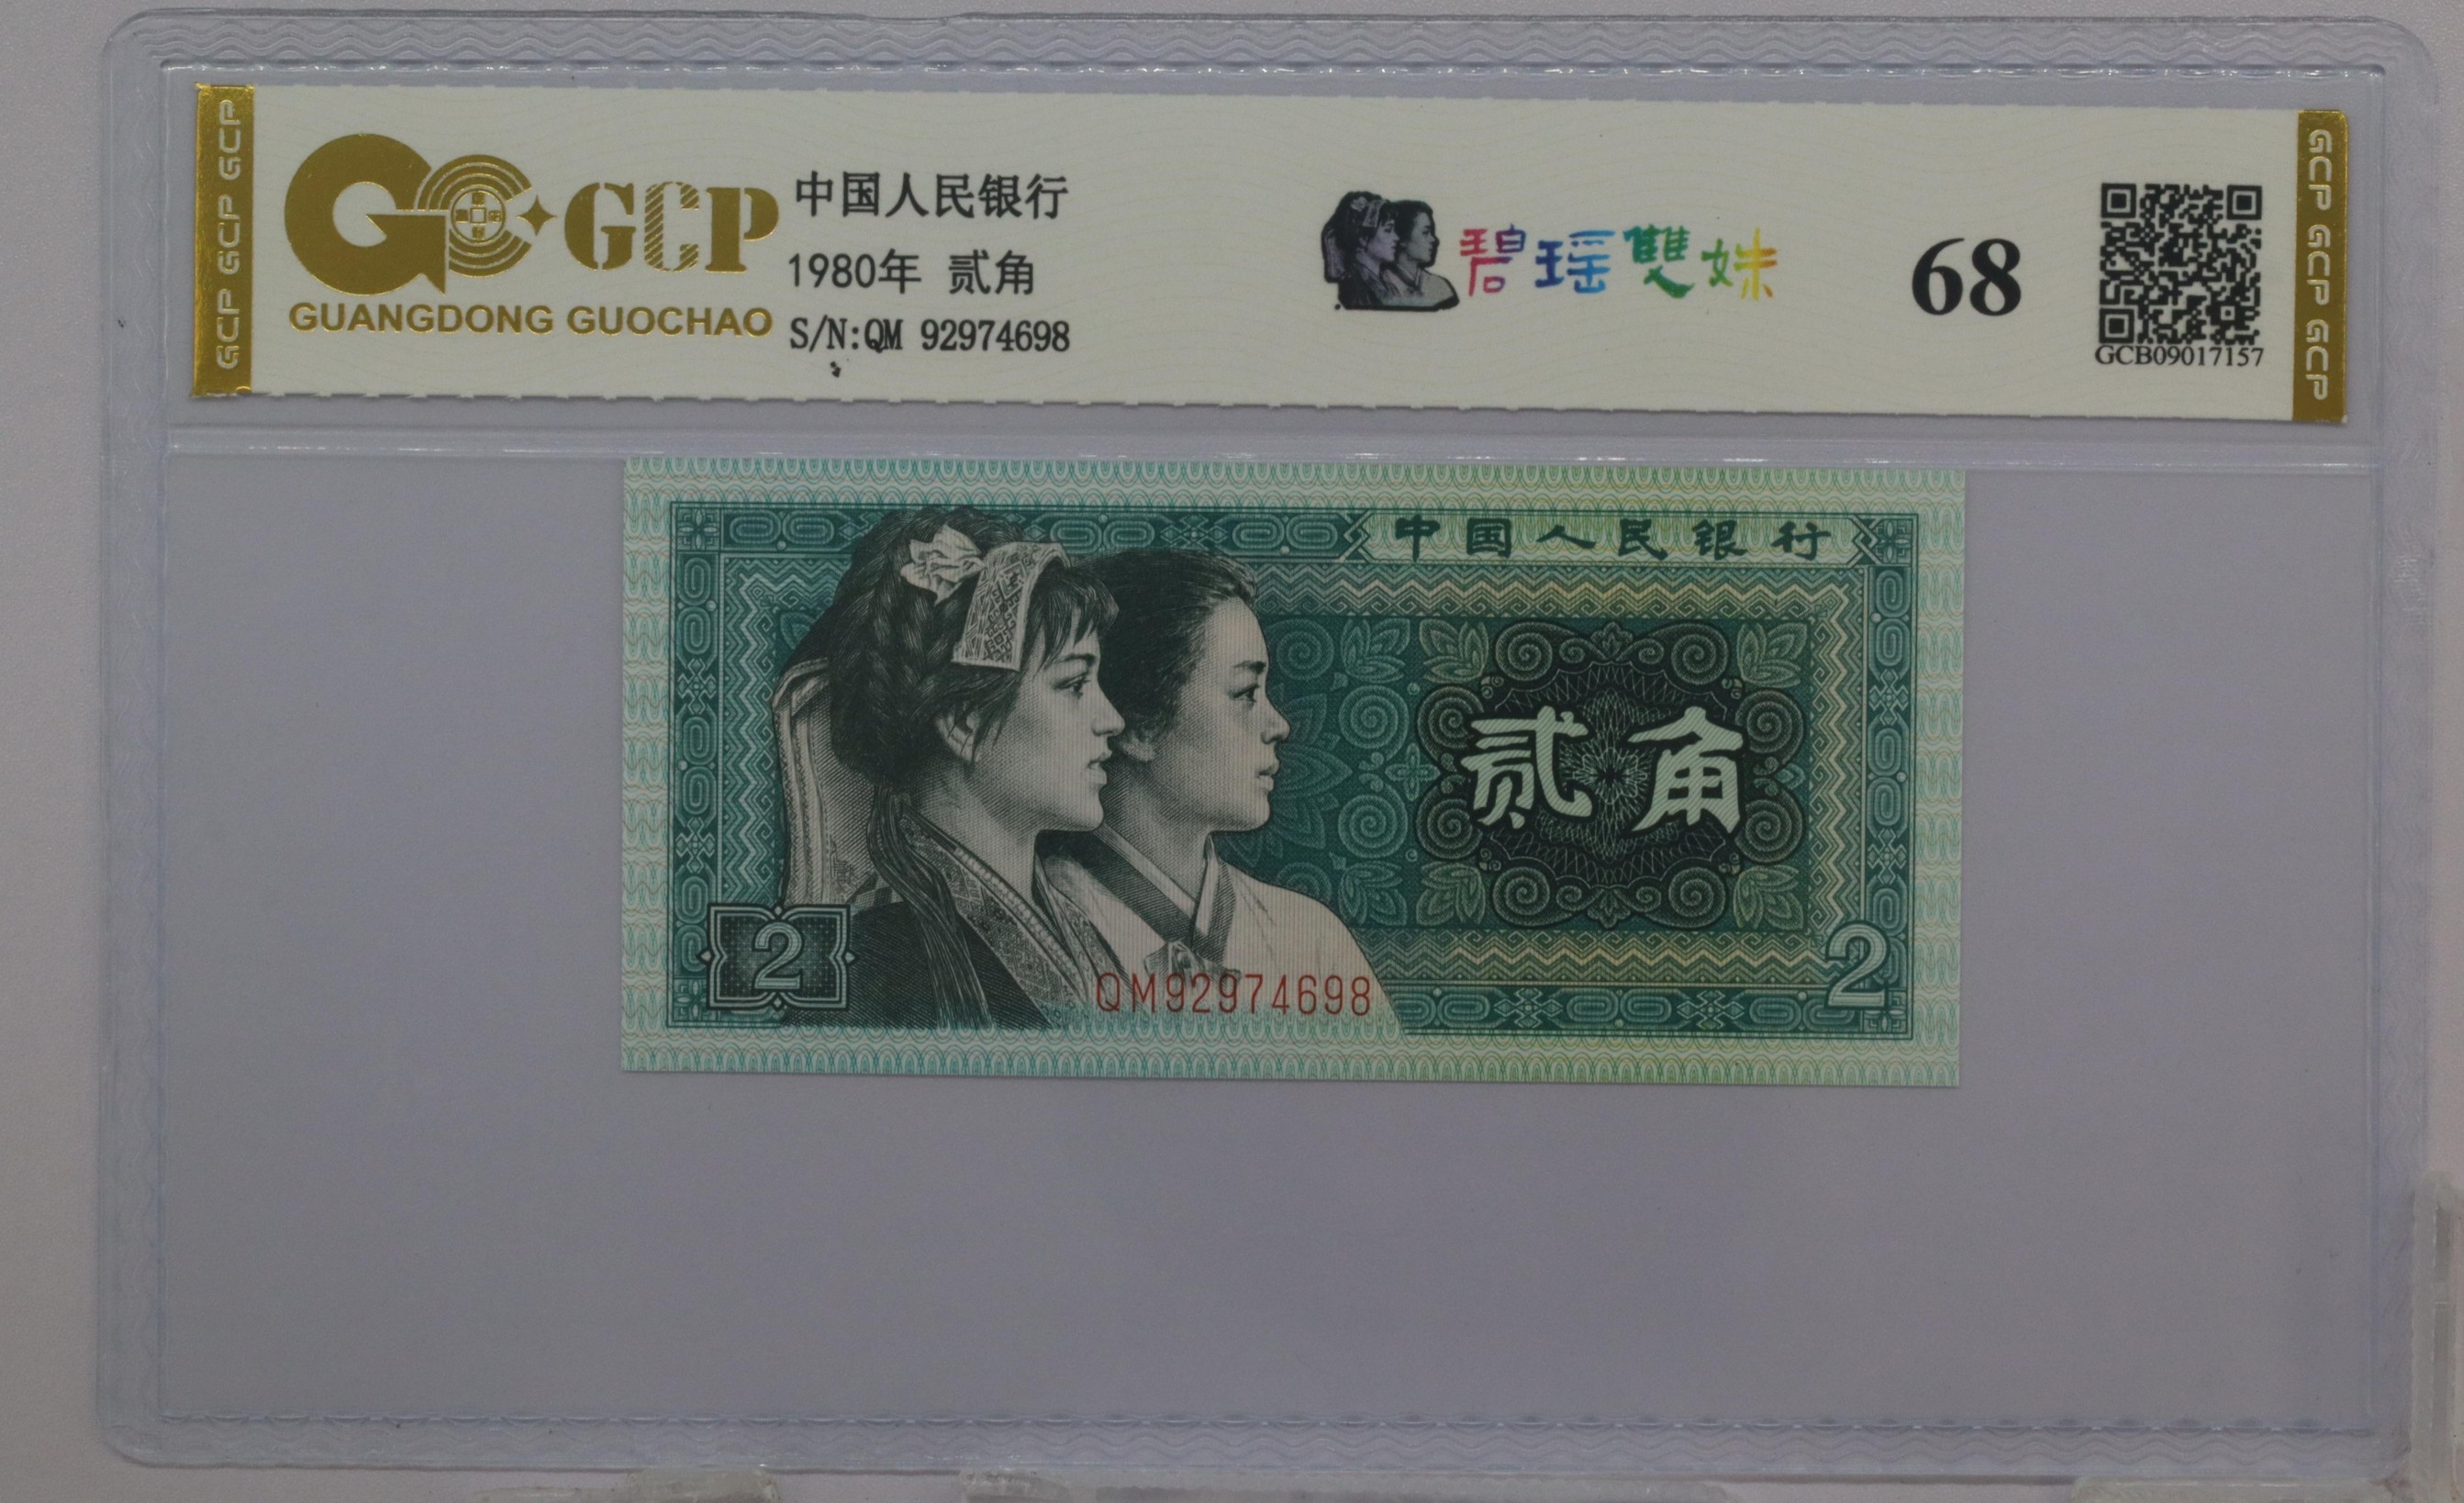 GCP GCP GCP
GCP
GUANGDONG GUOCHAO
中国人民银行
1980年 贰角
S/N:QM 92974698
碧瑶雙妹
68
GCB09017157
GCP GCP GCP
中国人民银行
贰角
2
QM92974698
2